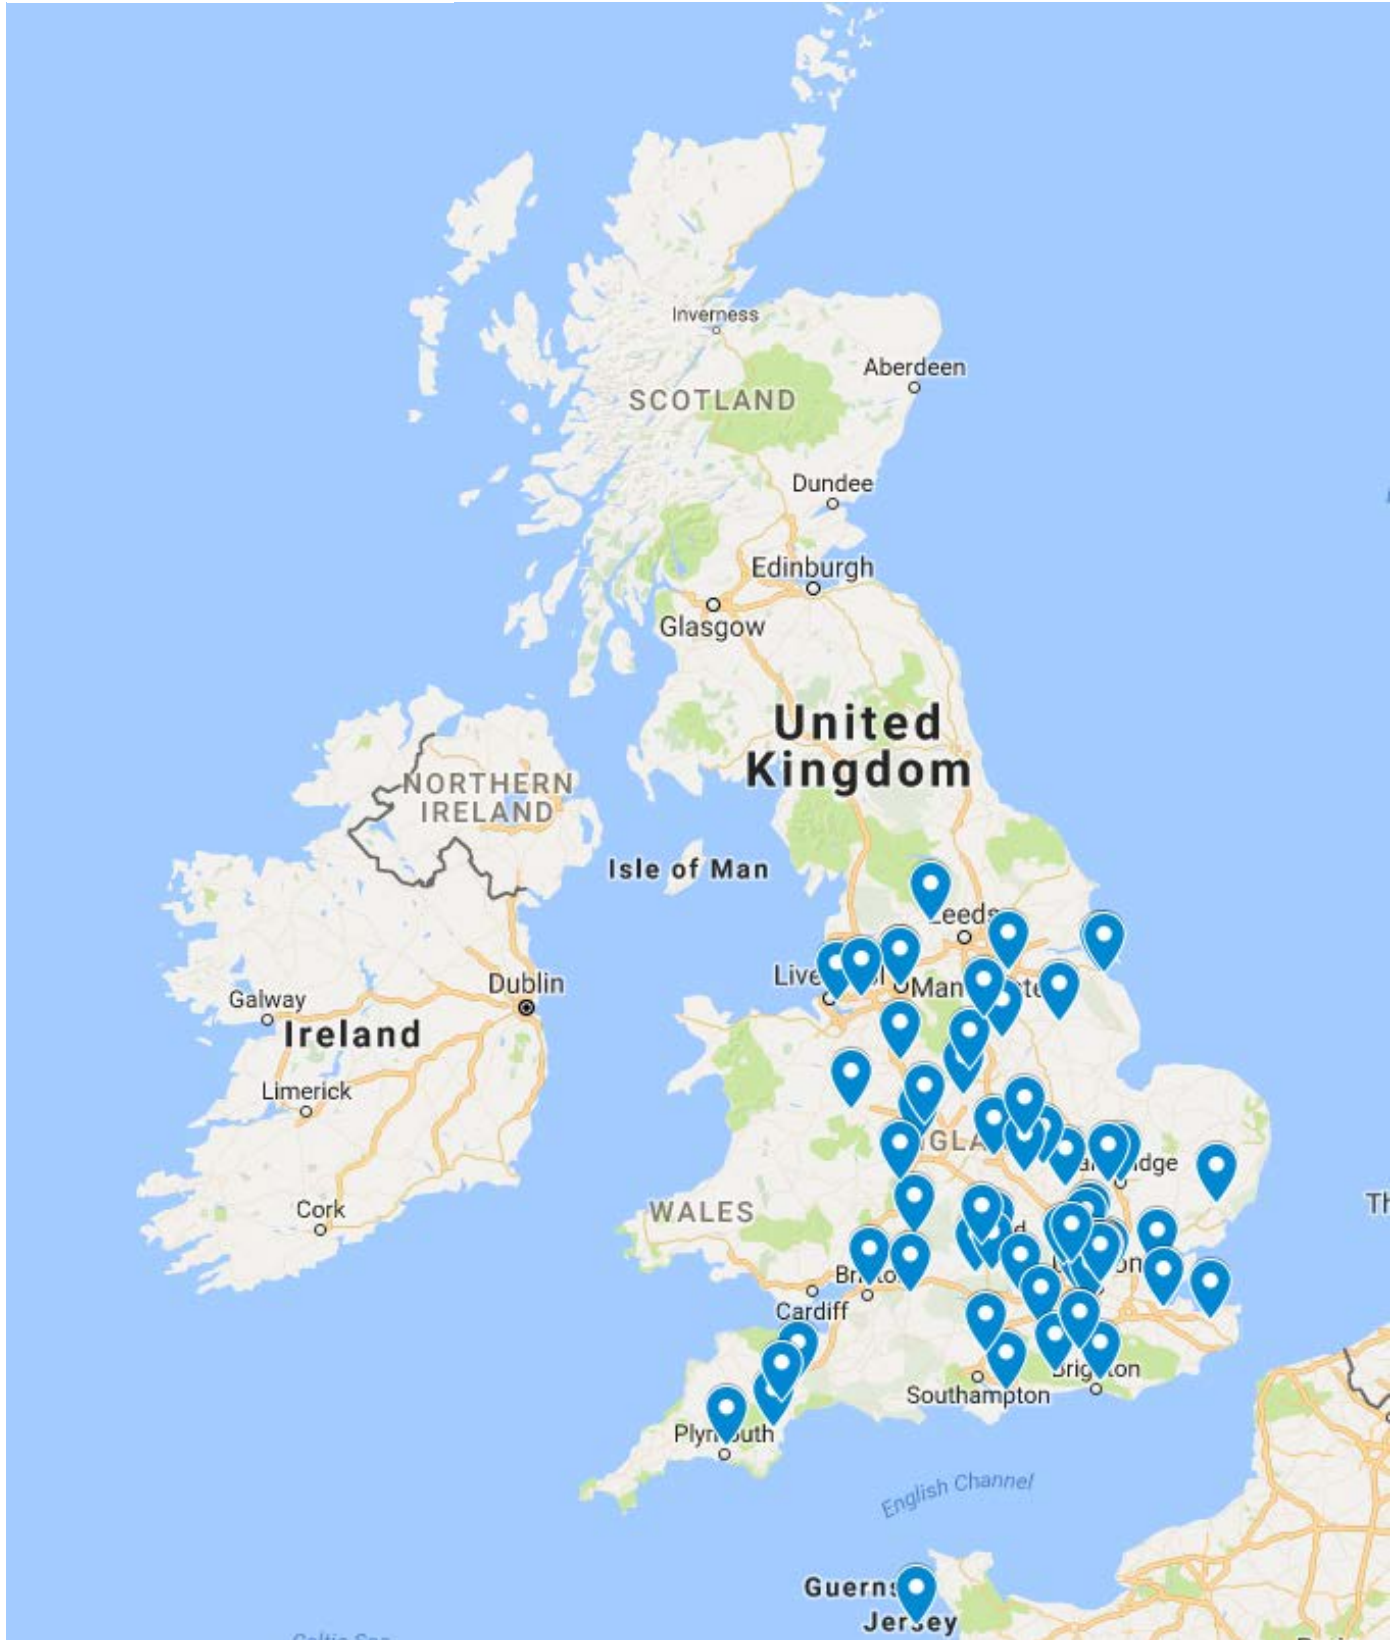 Inverness
Aberdeen
SCOTLAND
Dundee
Edinburgh
Glasgow
United
Kingdom
NORTHERN
IRELAND
Isle of Man
Leeds
Dublin
Galway
Ireland
Limerick
WALES
Cork
Cardiff
Southampton
English Channel
Jersey